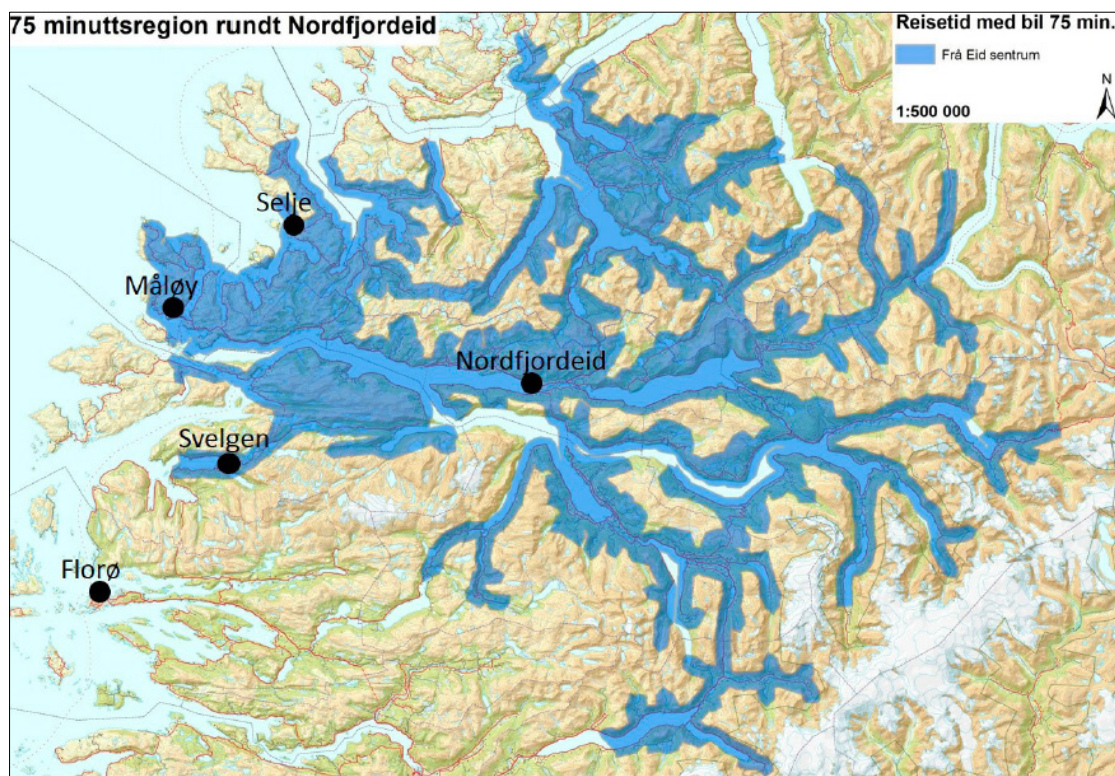 75 minuttsregion rundt Nordfjordeid
Reisetid med bil 75 min.
Frå Eid sentrum
N
1:500 000
Selje
Måløy
Nordfjordeid
Svelgen
Florø